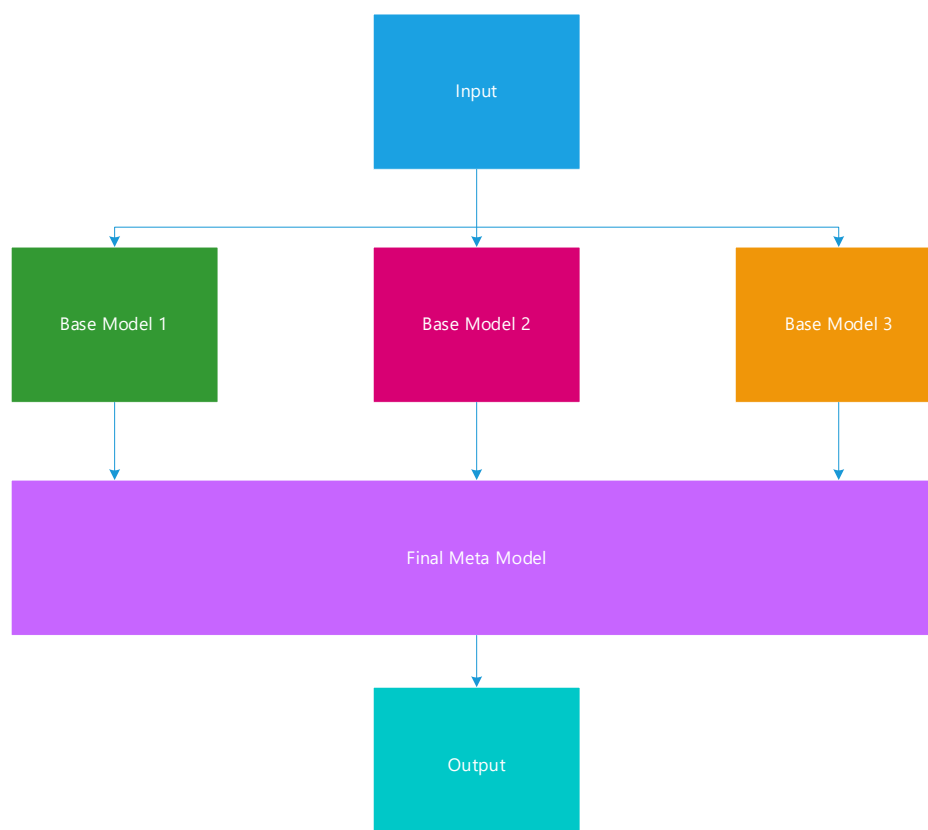 Input
Base Model 1
Base Model 2
Base Model 3
Final Meta Model
Output